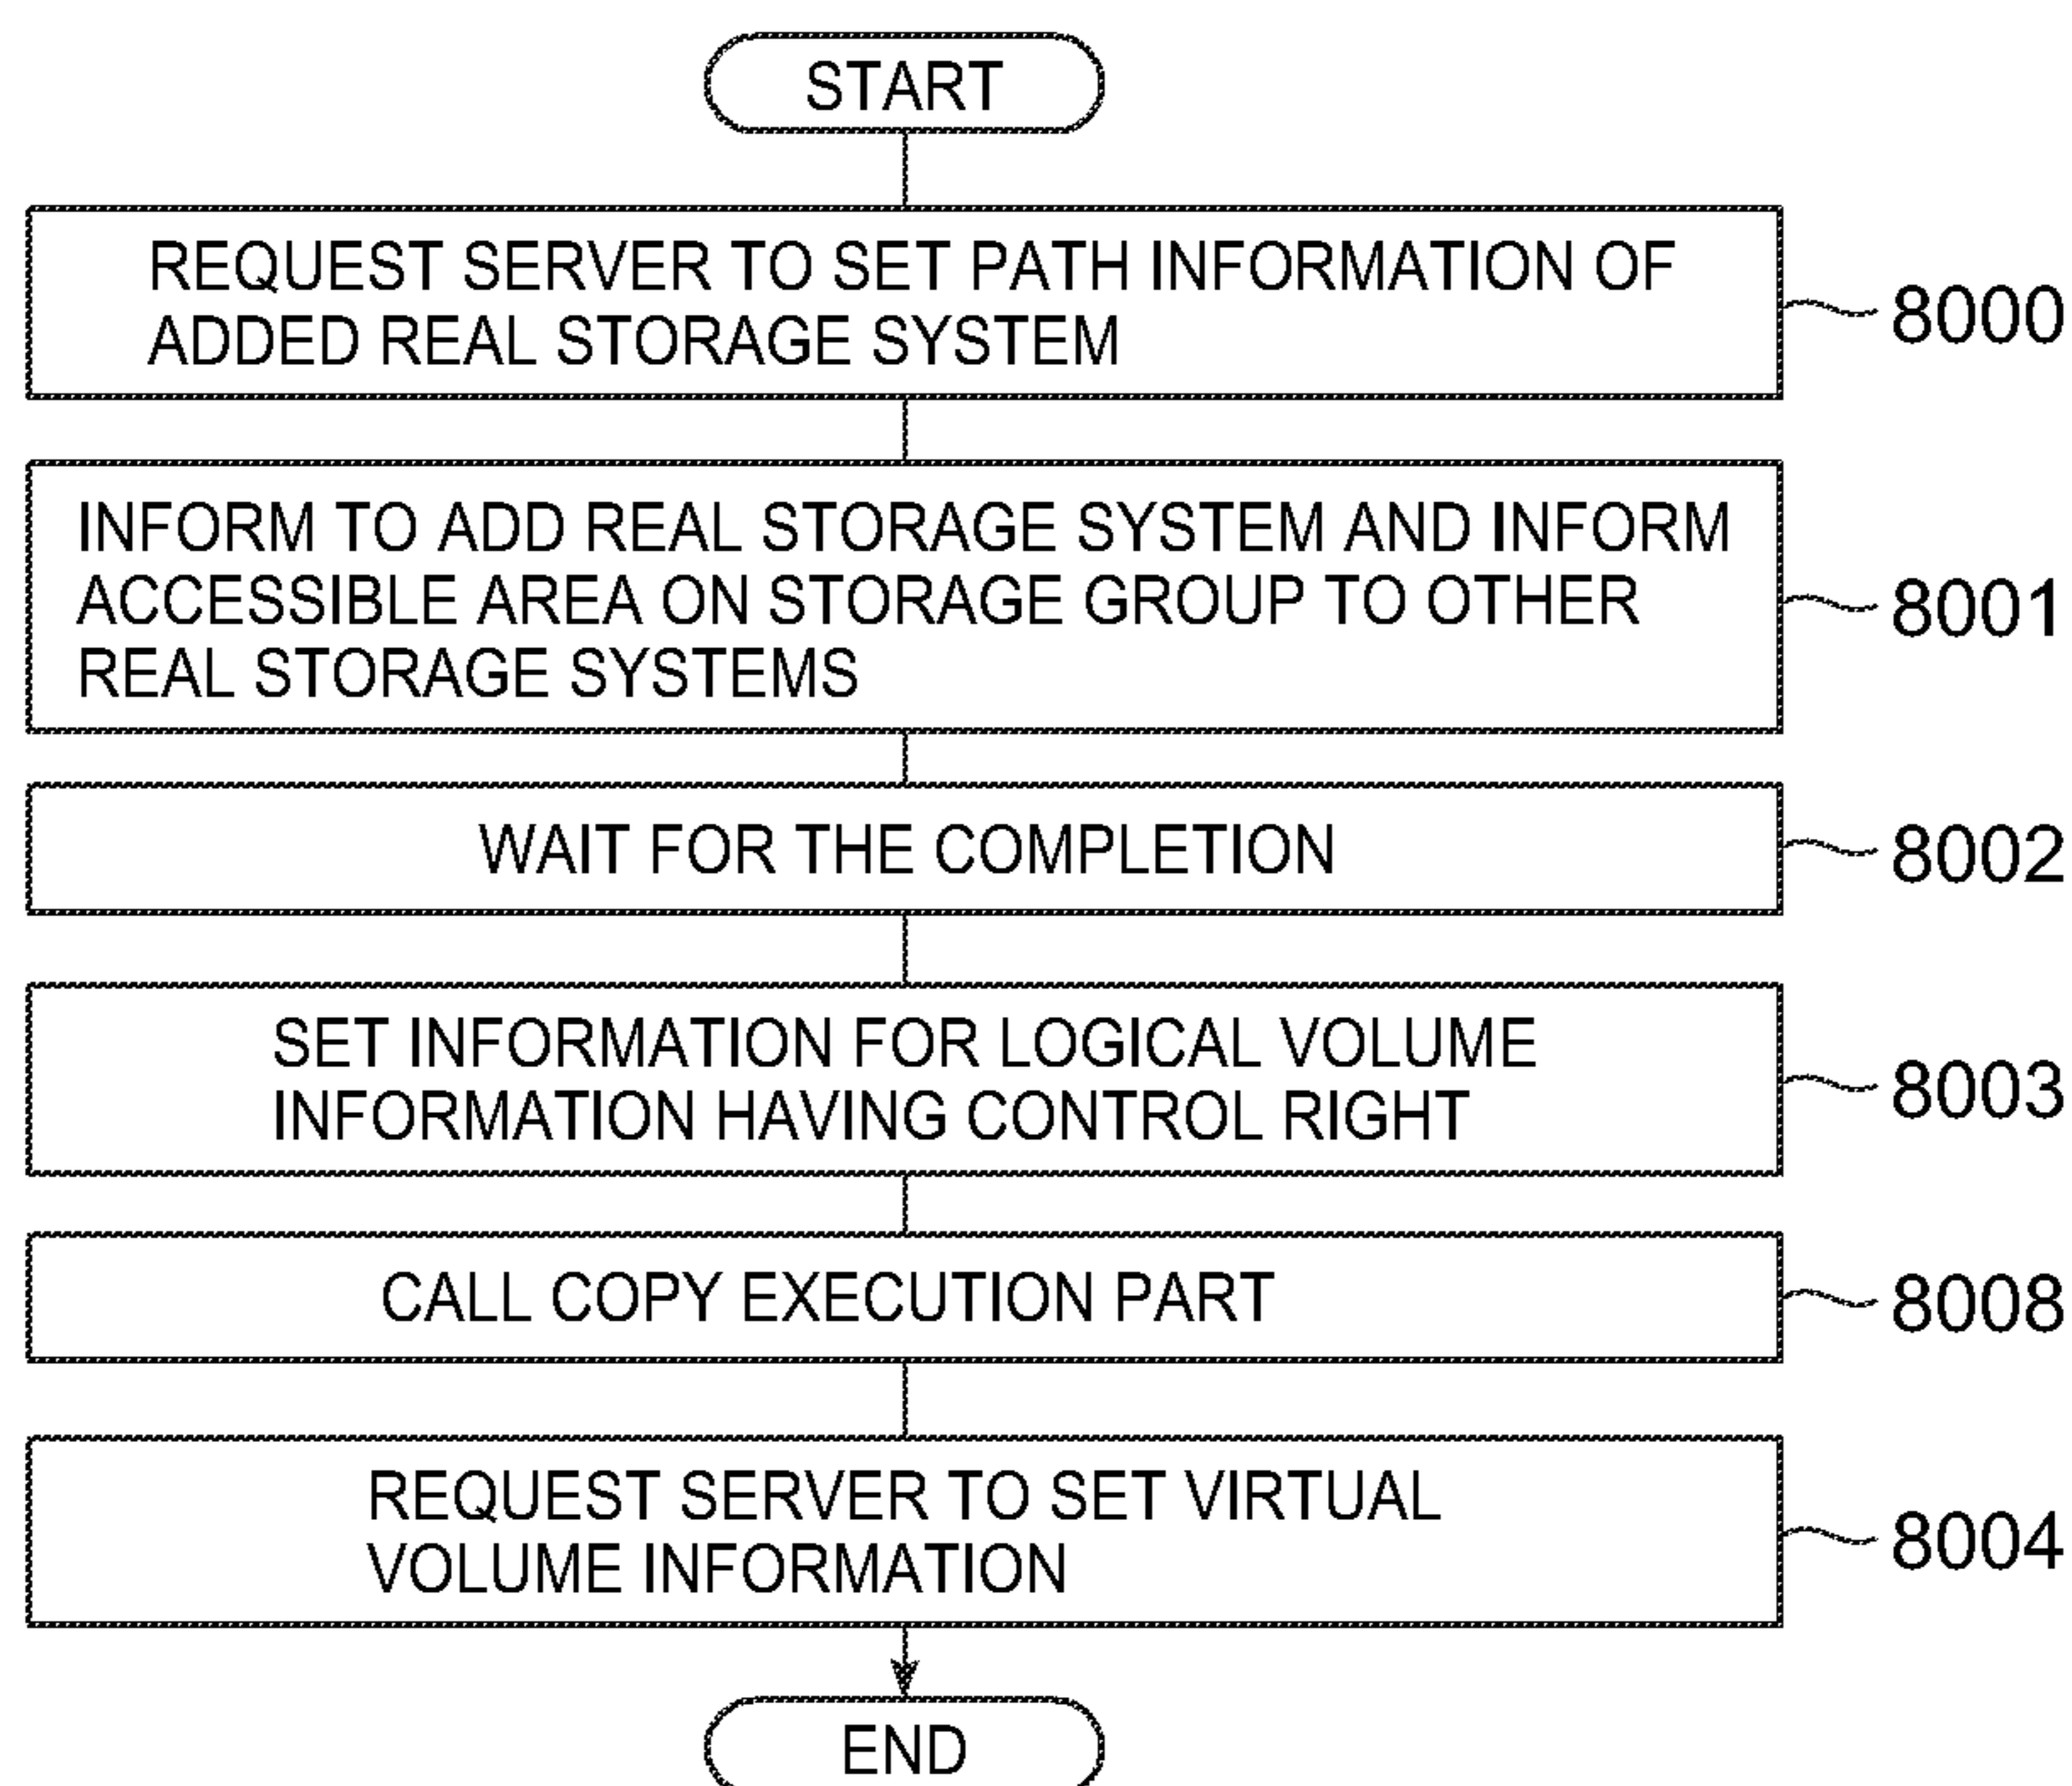 START
REQUEST SERVER TO SET PATH INFORMATION OF
ADDED REAL STORAGE SYSTEM
8000
INFORM TO ADD REAL STORAGE SYSTEM AND INFORM
ACCESSIBLE AREA ON STORAGE GROUP TO OTHER
REAL STORAGE SYSTEMS
8001
WAIT FOR THE COMPLETION
8002
SET INFORMATION FOR LOGICAL VOLUME
INFORMATION HAVING CONTROL RIGHT
8003
CALL COPY EXECUTION PART
8008
REQUEST SERVER TO SET VIRTUAL
VOLUME INFORMATION
8004
END